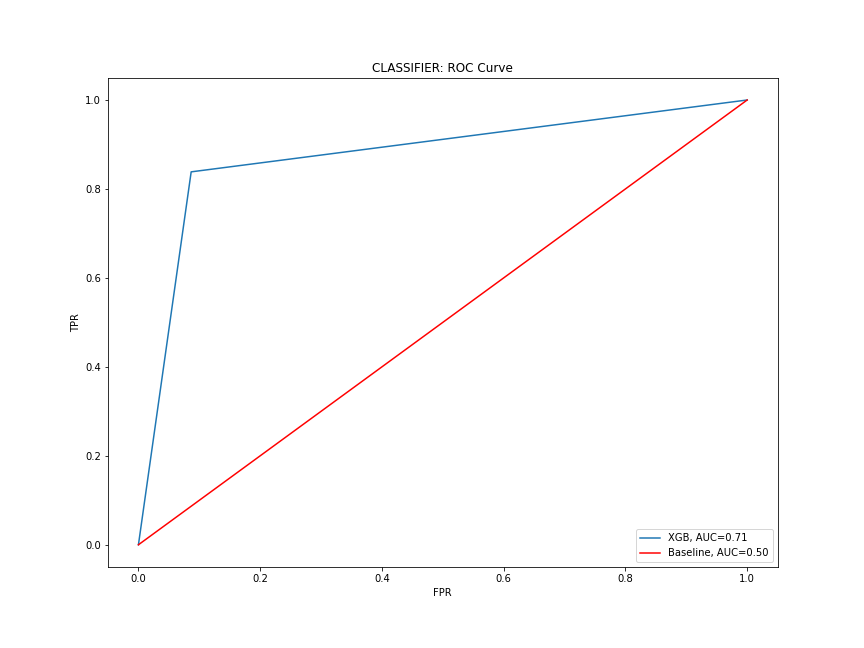 CLASSIFIER: ROC Curve
1.0
0.8
0.6
0.4
0.2
0.0
TPR
XGB, AUC=0.71
Baseline, AUC=0.50
0.0 0.2 0.4 0.6 0.8 1.0
FPR